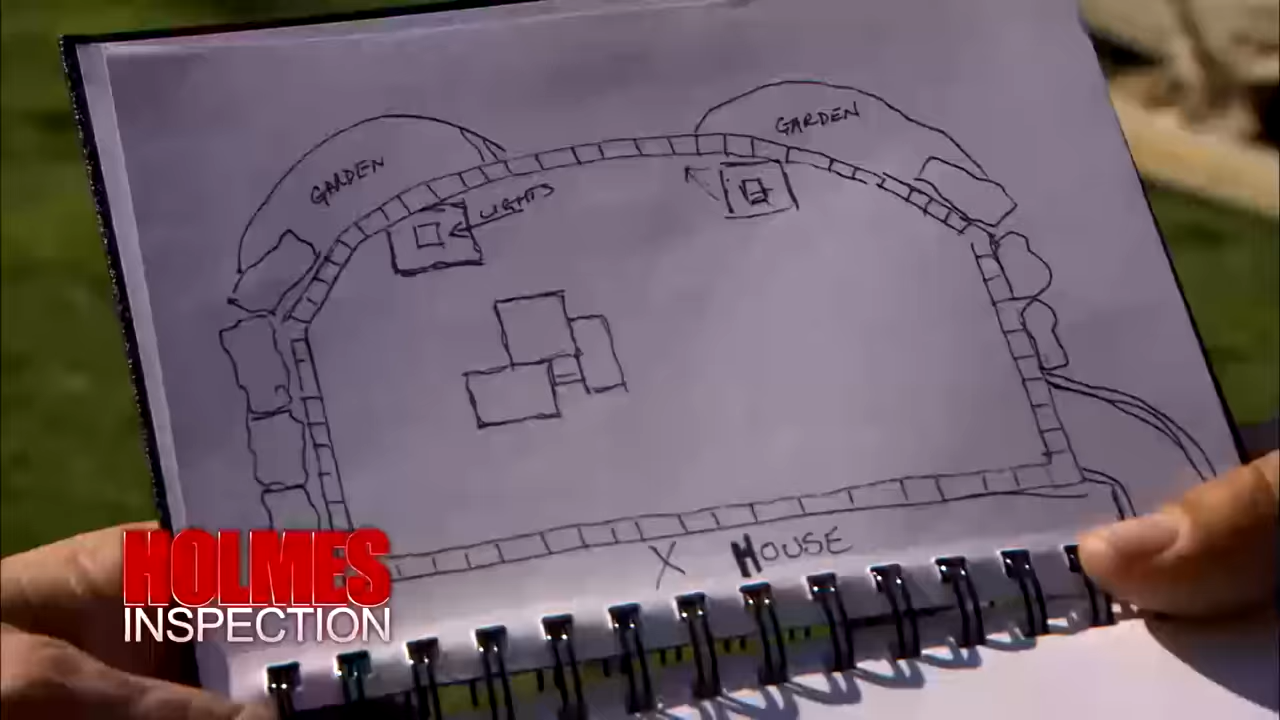 GARDEN
GARDEN
LIGHTS
X HOUSE
HOLMES
INSPECTION